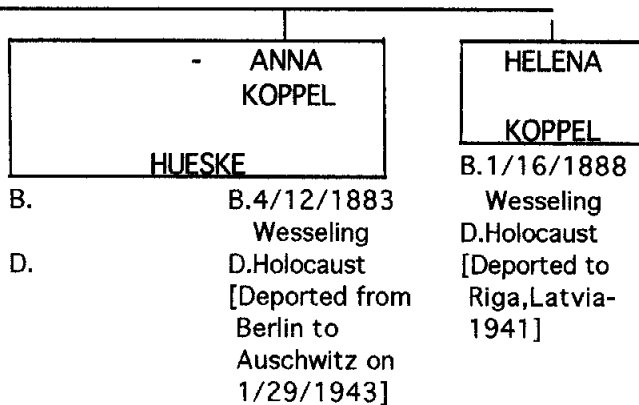 - ANNA
KOPPEL
HUESKE
B. B.4/12/1883
Wesseling
D. D.Holocaust
[Deported from
Berlin to
Auschwitz on
1/29/1943]
HELENA
KOPPEL
B.1/16/1888
Wesseling
D.Holocaust
[Deported to
Riga,Latvia-
1941]